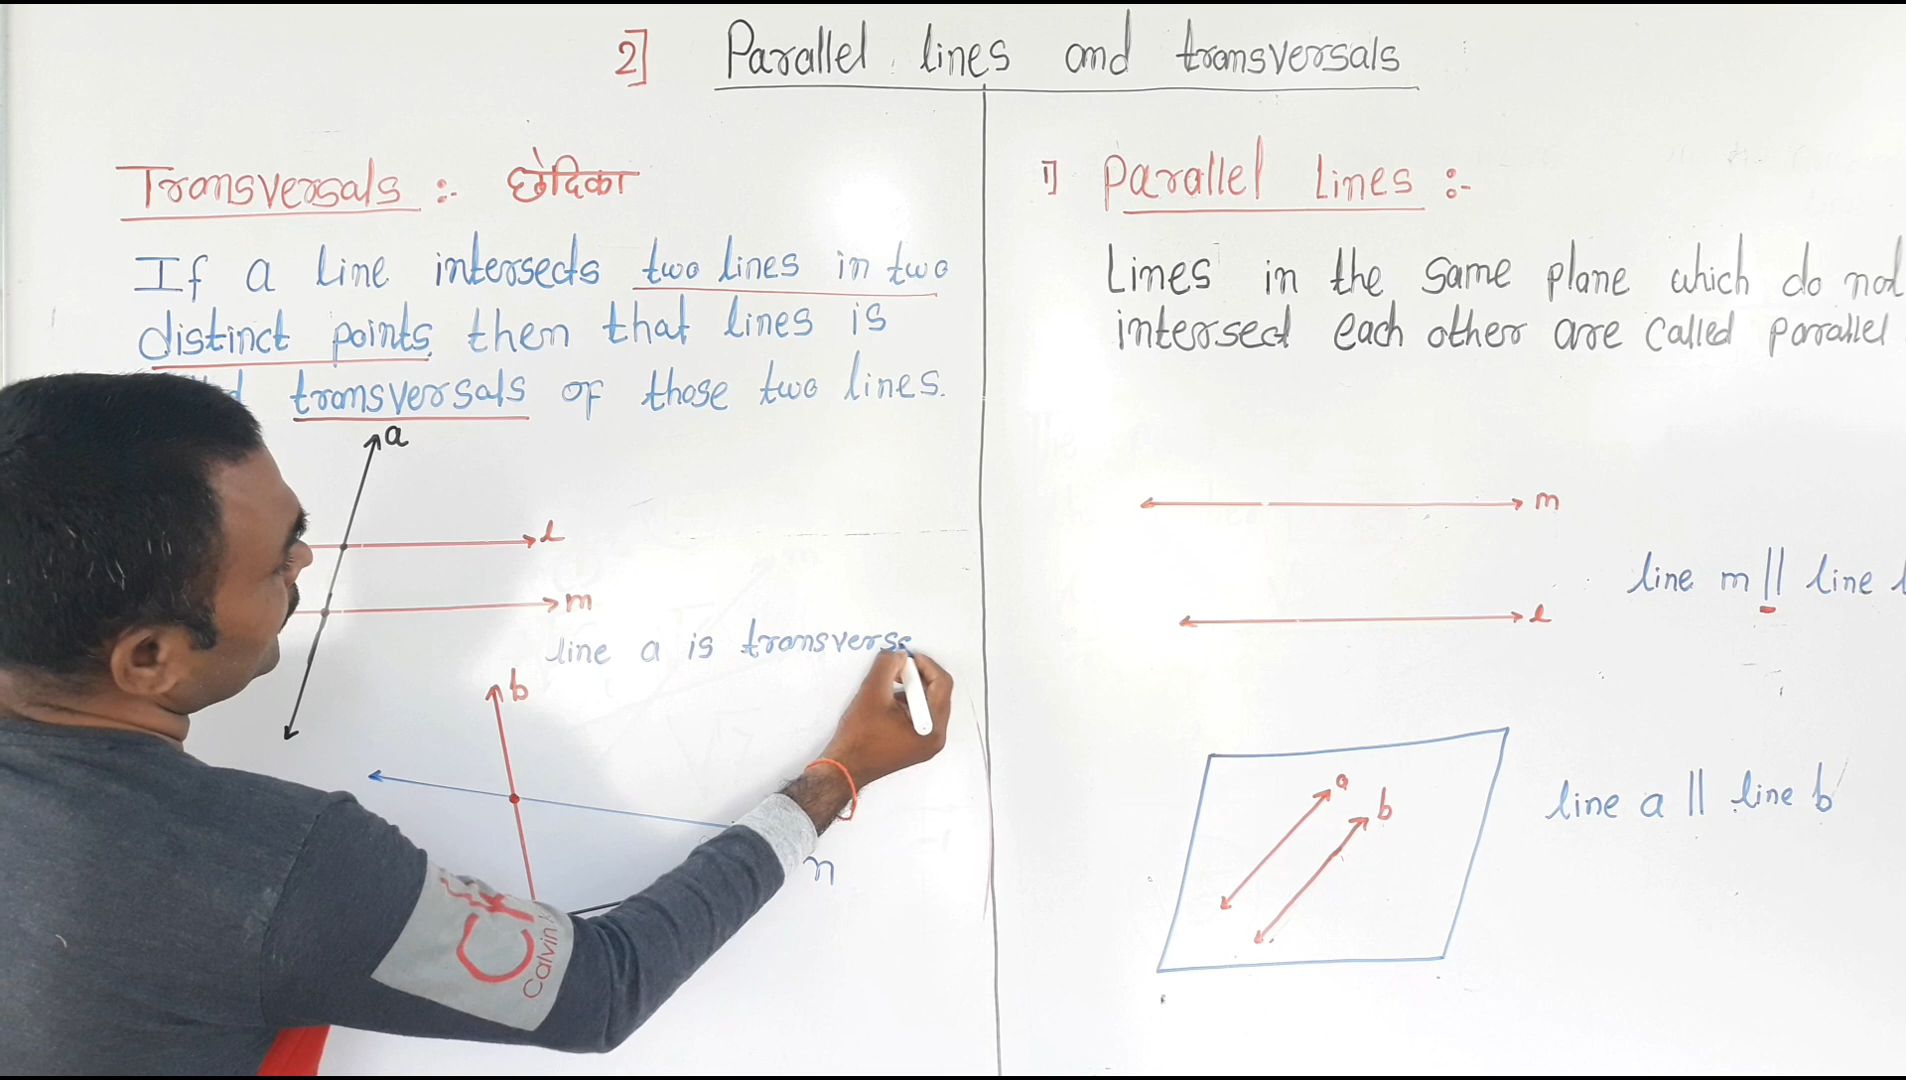 2] Parallel lines and transversals
Transversals :- छेदिका
If a line intersects two lines in two
distinct points, then that lines is
transversals of those two lines.
a
l
m
line a is transvers
b
n
1] Parallel Lines :-
Lines in the same plane which do not
intersect each other are called parallel
m
l
line m || line l
a
b
line a || line b
Calvin